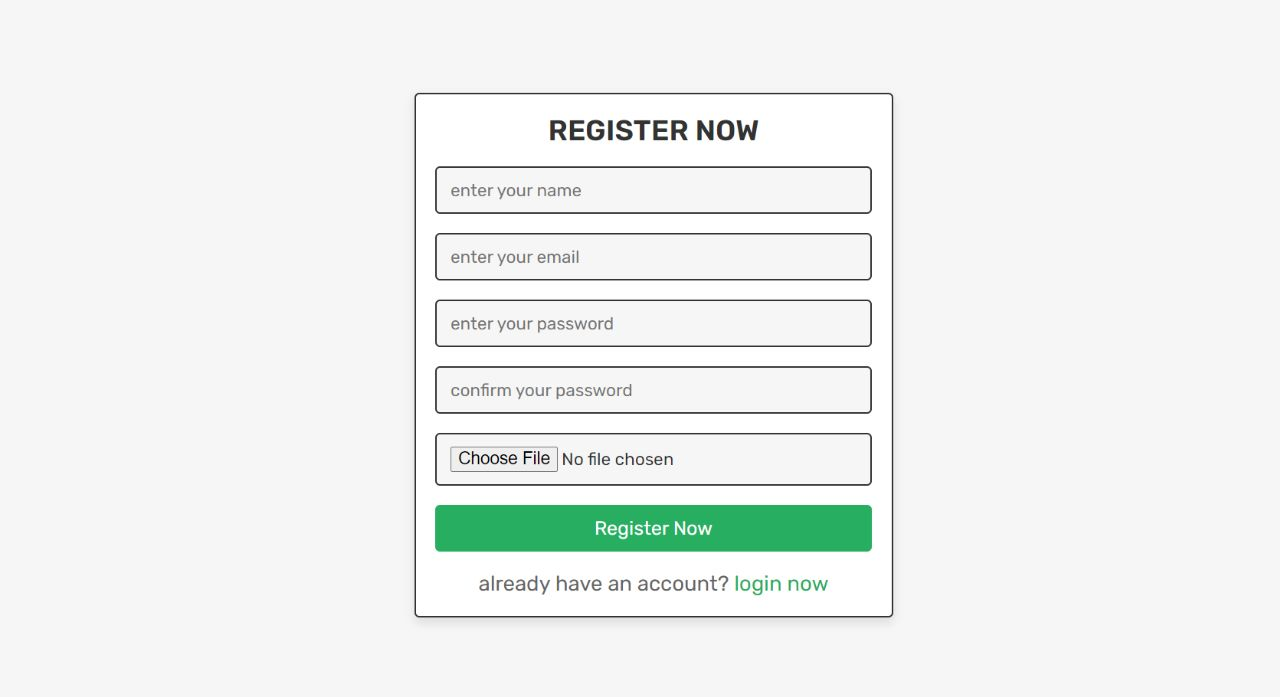 REGISTER NOW
enter your name
enter your email
enter your password
confirm your password
Choose File No file chosen
Register Now
already have an account? login now